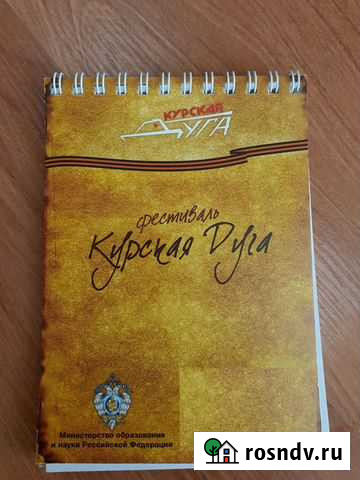 КУРСКАЯ
ДУГА
фестиваль
Курская Дуга
Министерство образования
и науки Российской Федерации
rosndv.ru